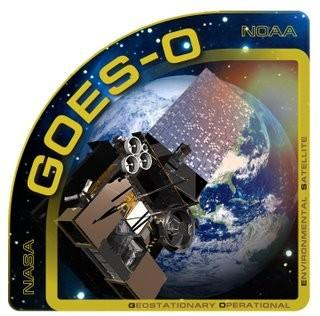 GOES-O
NOAA
NASA
GEOSTATIONARY OPERATIONAL
ENVIRONMENTAL SATELLITE